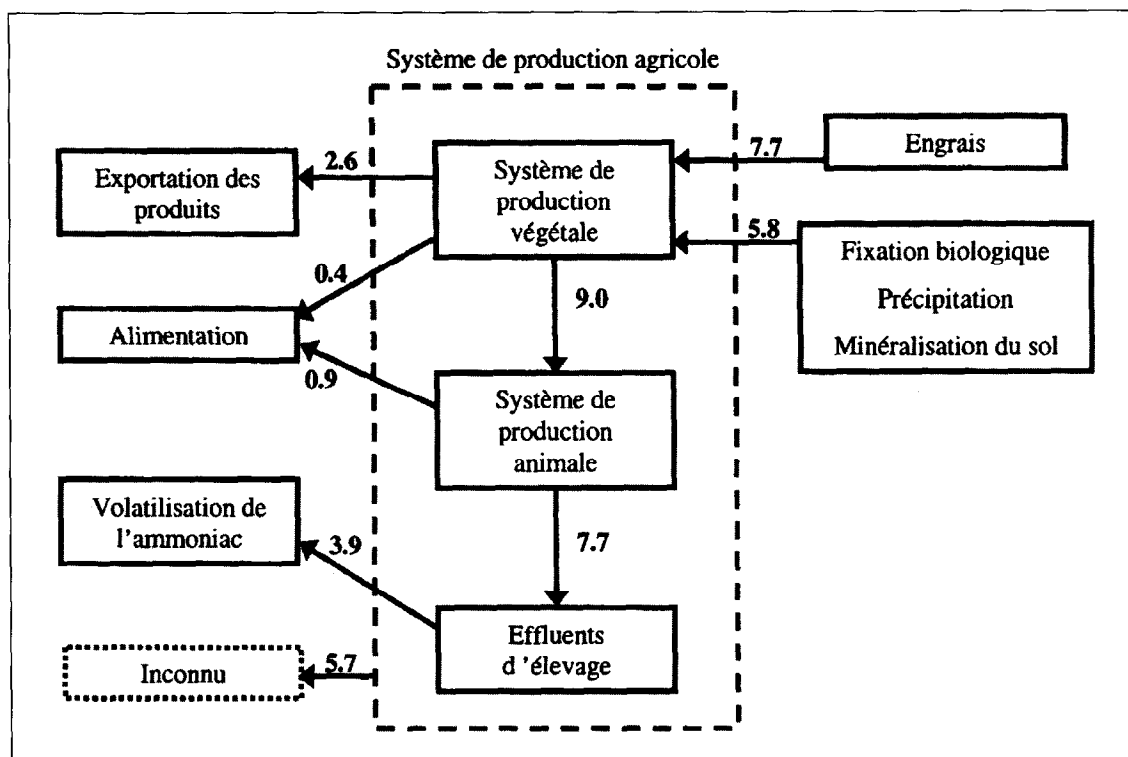 Système de production agricole
Exportation des
produits
2.6
Système de
production
végétale
7.7
Engrais
5.8
Fixation biologique
Précipitation
Minéralisation du sol
0.4
Alimentation
0.9
9.0
Système de
production
animale
Volatilisation de
l'ammoniac
3.9
7.7
Effluents
d 'élevage
Inconnu
5.7